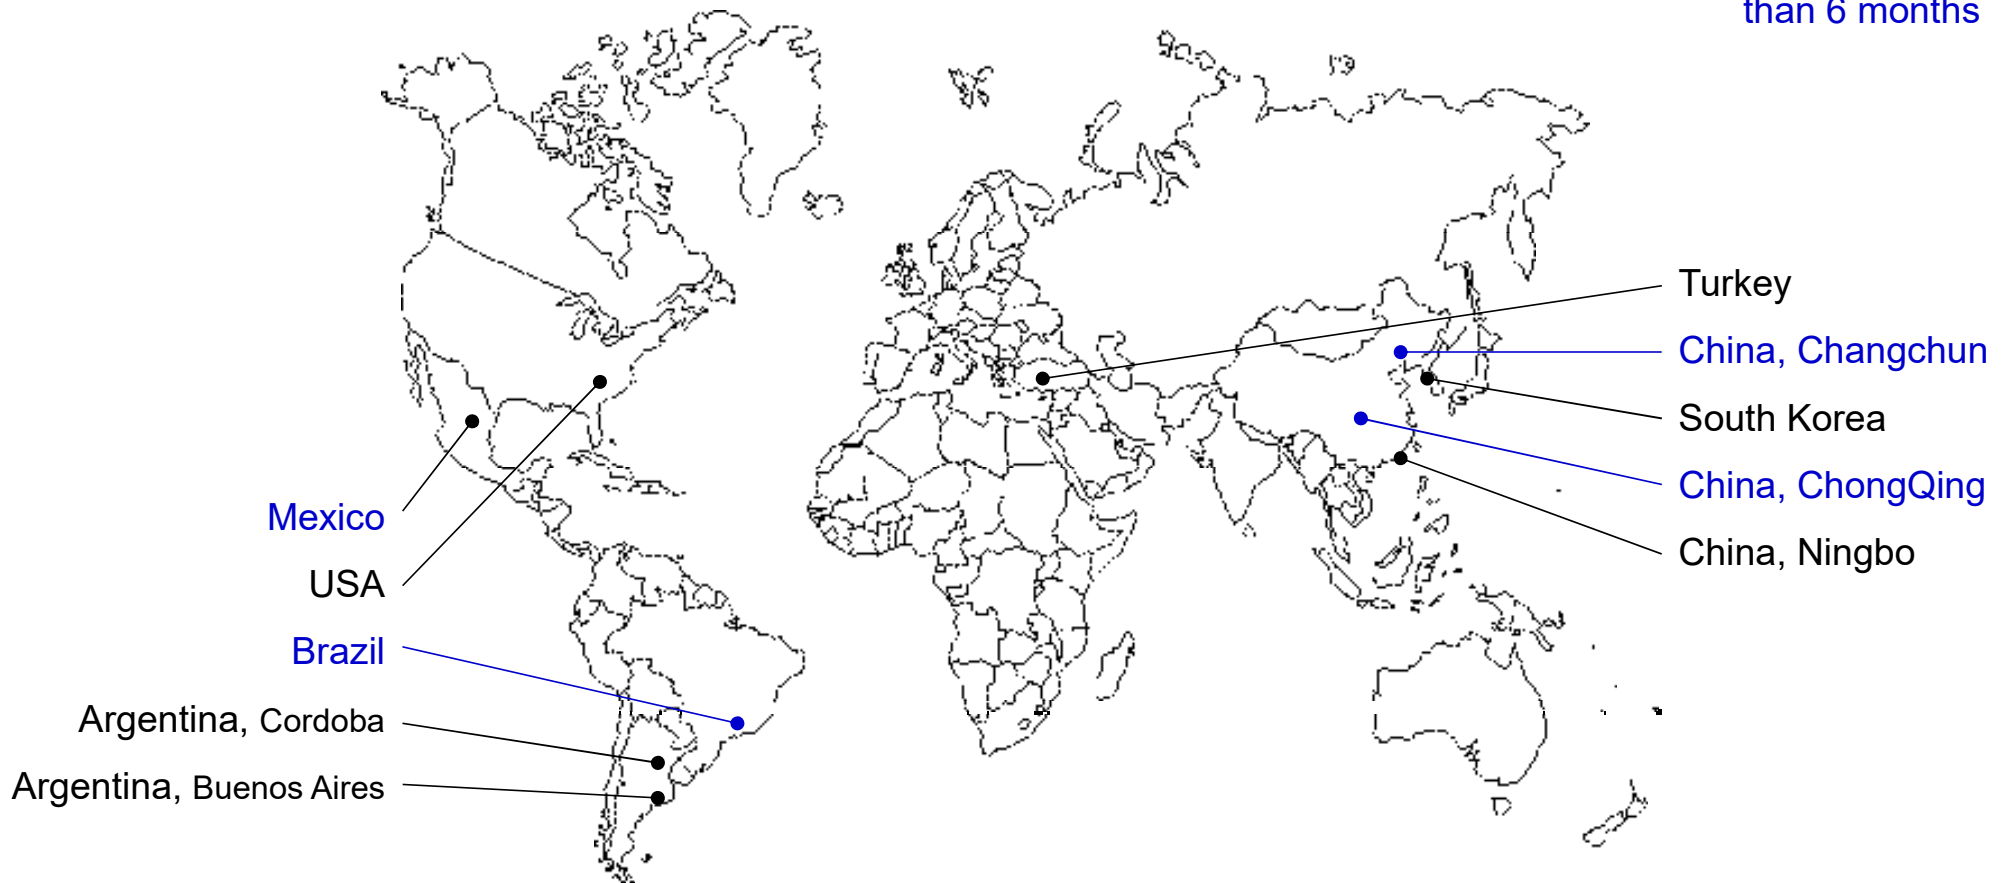 than 6 months
Turkey
China, Changchun
South Korea
China, ChongQing
China, Ningbo
Mexico
USA
Brazil
Argentina, Cordoba
Argentina, Buenos Aires